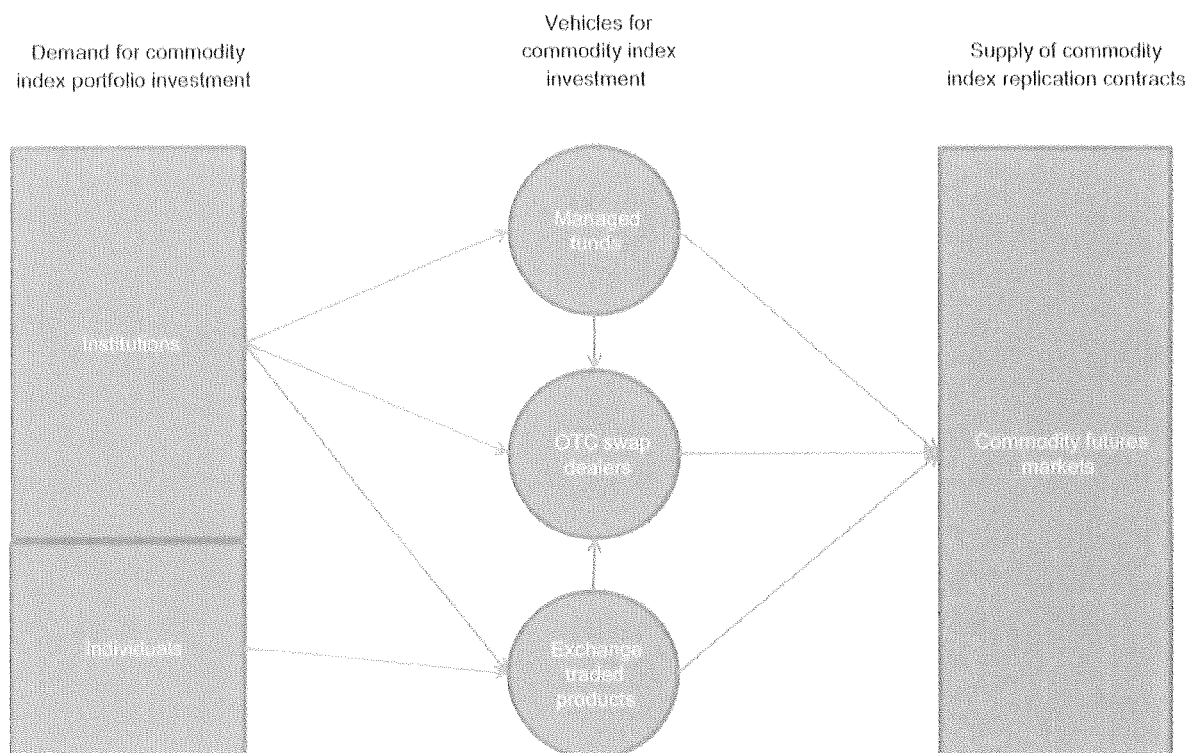 Demand for commodity
index portfolio investment
Vehicles for
commodity index
investment
Supply of commodity
index replication contracts
Institutions
Individuals
Managed
funds
OTC swap
dealers
Exchange
traded
products
Commodity futures
markets